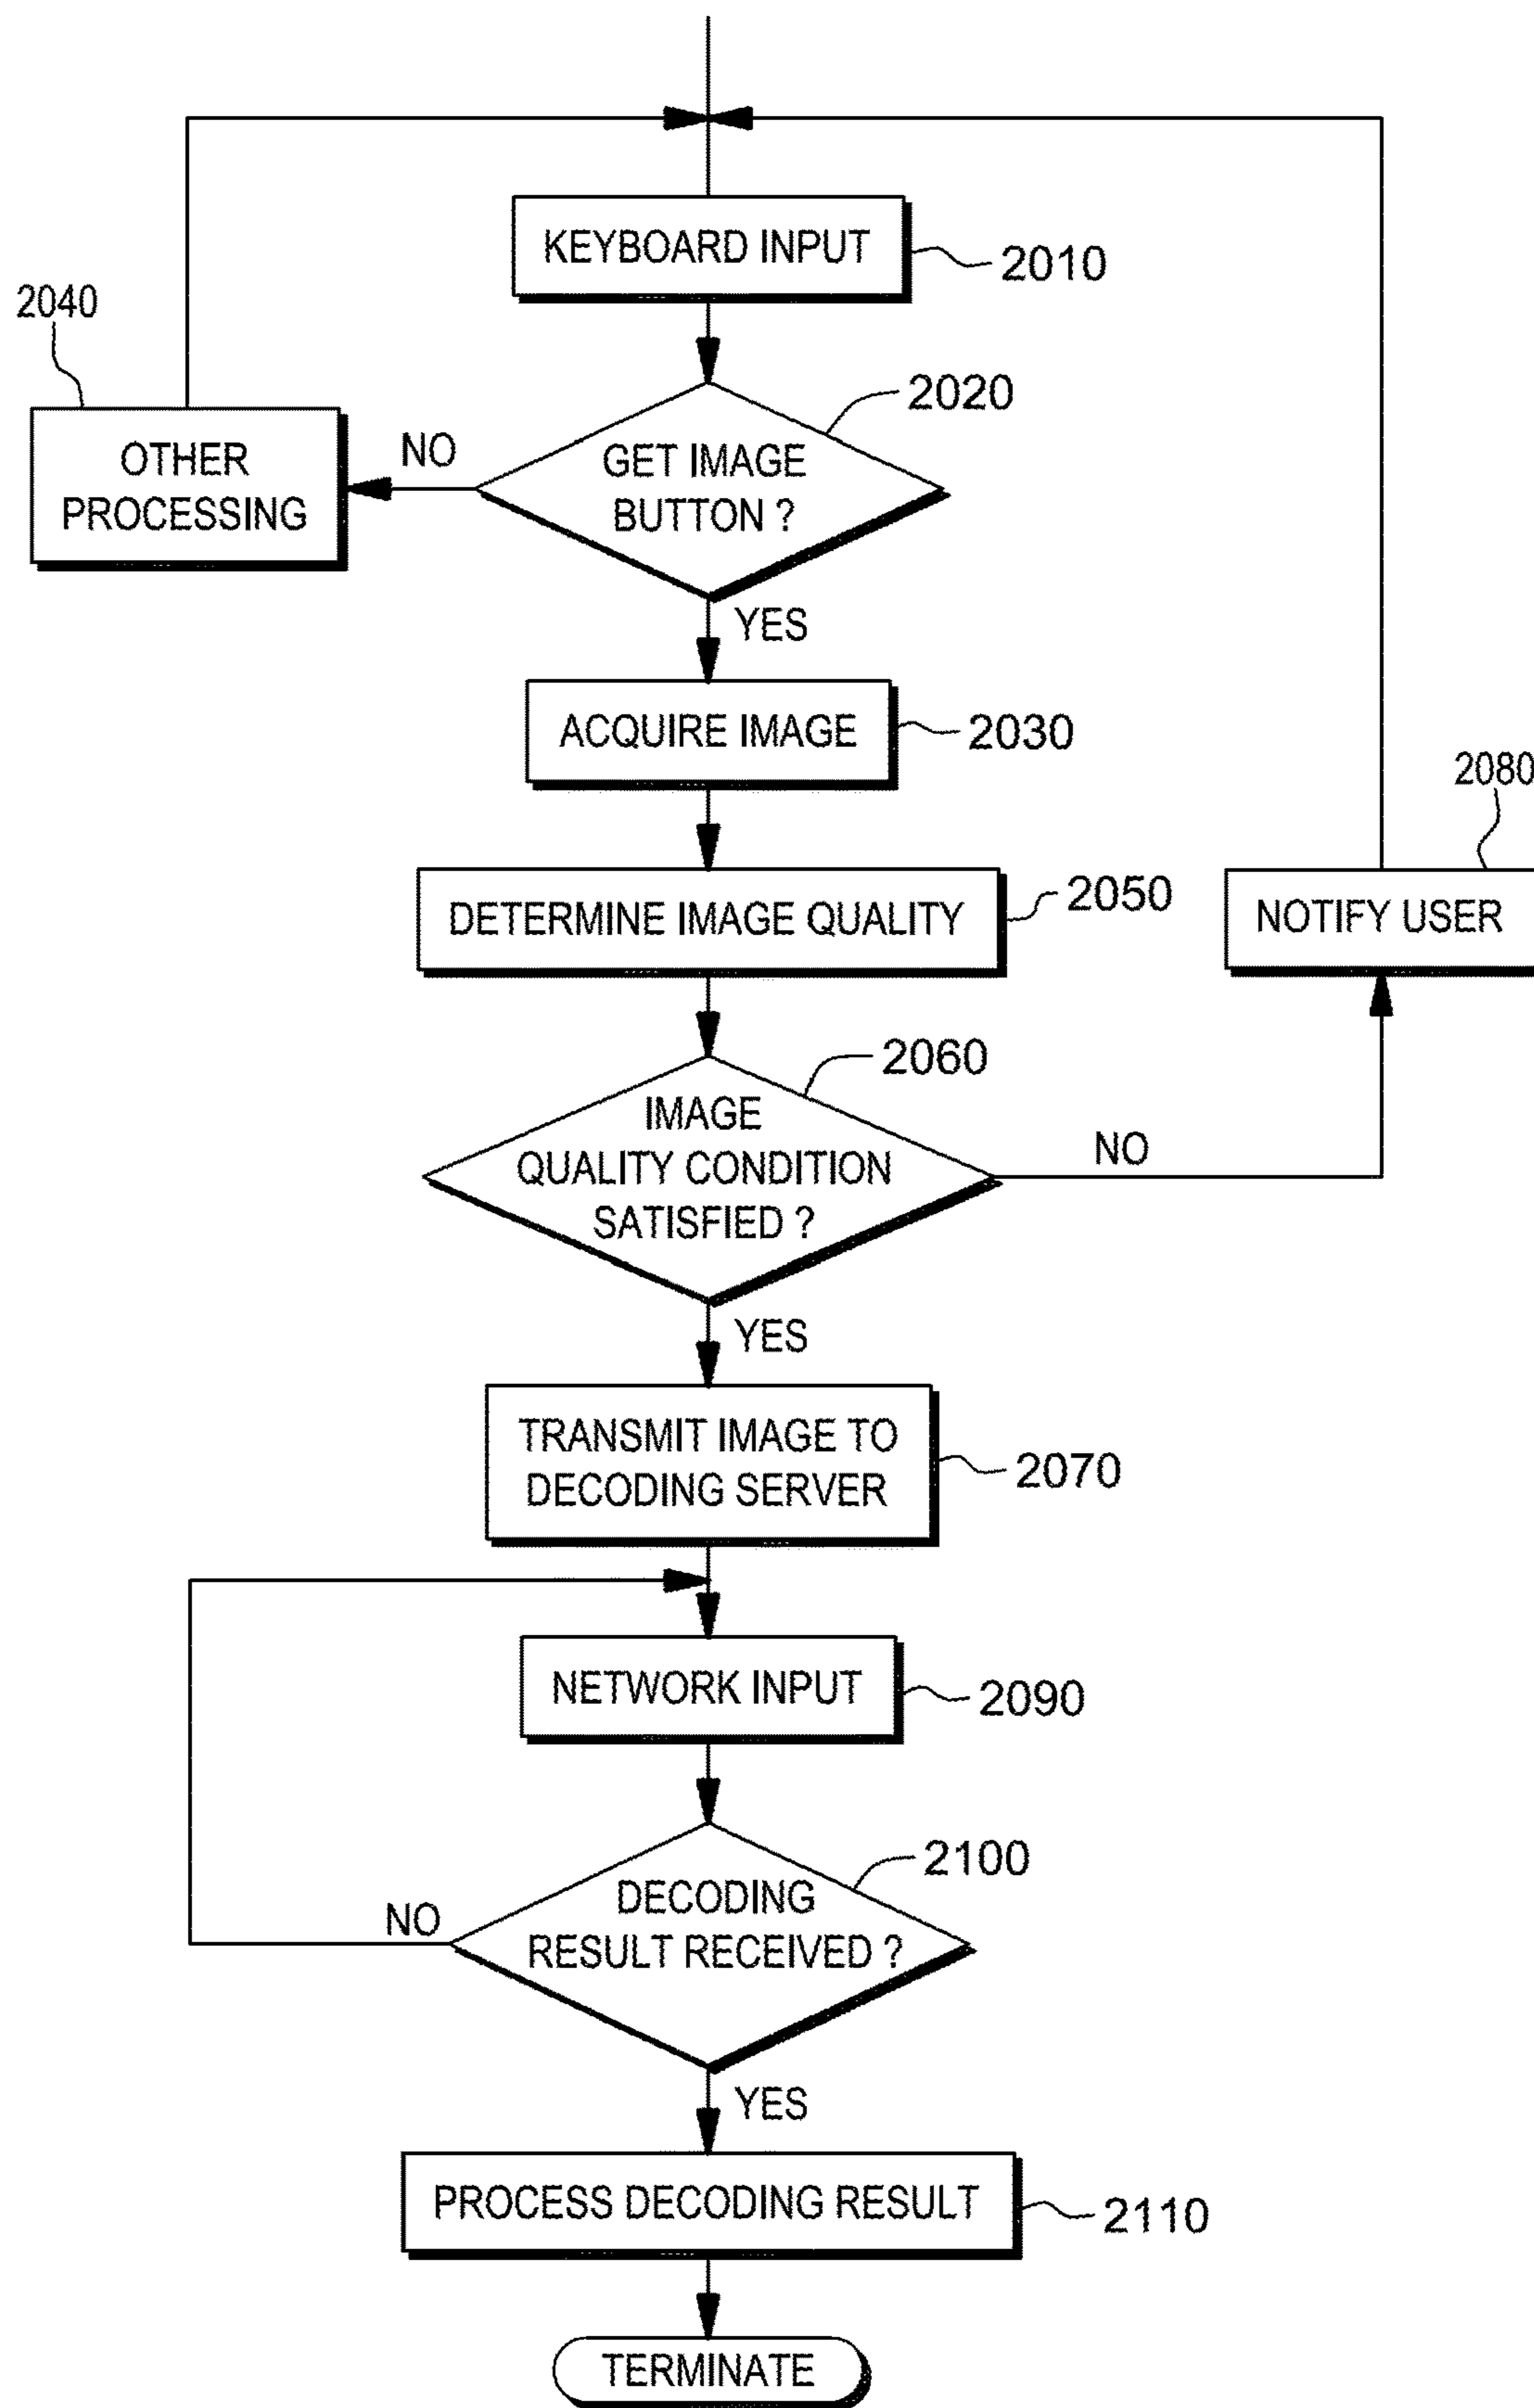 KEYBOARD INPUT
2010
2040
2020
OTHER
PROCESSING
NO
GET IMAGE
BUTTON ?
YES
ACQUIRE IMAGE
2030
2080
DETERMINE IMAGE QUALITY
2050
NOTIFY USER
2060
IMAGE
QUALITY CONDITION
SATISFIED ?
NO
YES
TRANSMIT IMAGE TO
DECODING SERVER
2070
NETWORK INPUT
2090
2100
DECODING
RESULT RECEIVED ?
NO
YES
PROCESS DECODING RESULT
2110
TERMINATE